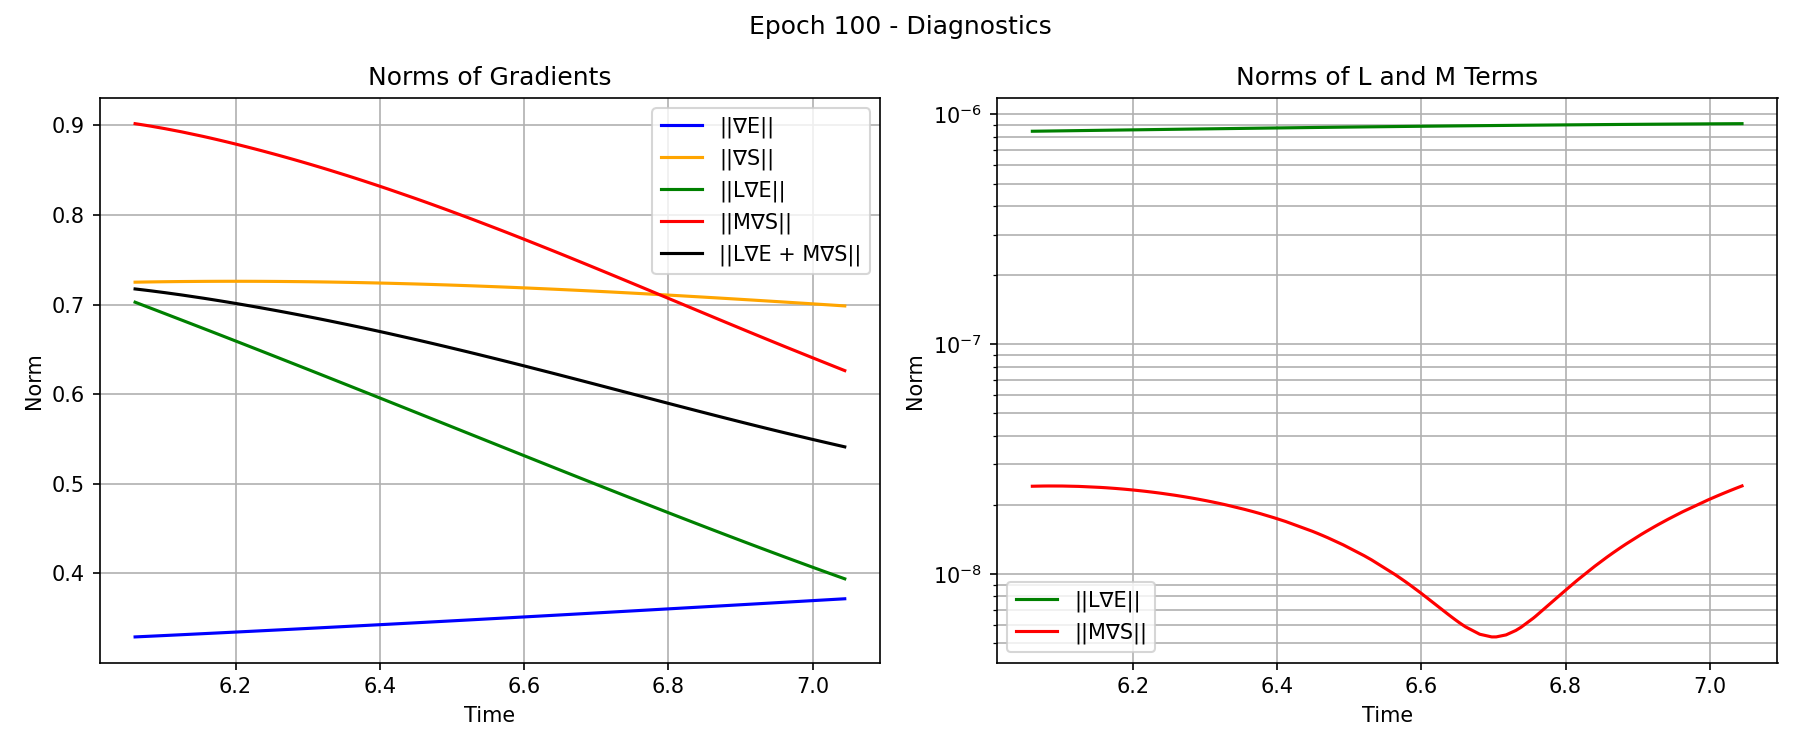 Epoch 100 - Diagnostics
Norms of Gradients
Norm
0.9
0.8
0.7
0.6
0.5
0.4
||∇E||
||∇S||
||L∇E||
||M∇S||
||L∇E + M∇S||
6.2 6.4 6.6 6.8 7.0
Time
Norms of L and M Terms
Norm
10⁻⁶
10⁻⁷
10⁻⁸
||L∇E||
||M∇S||
6.2 6.4 6.6 6.8 7.0
Time